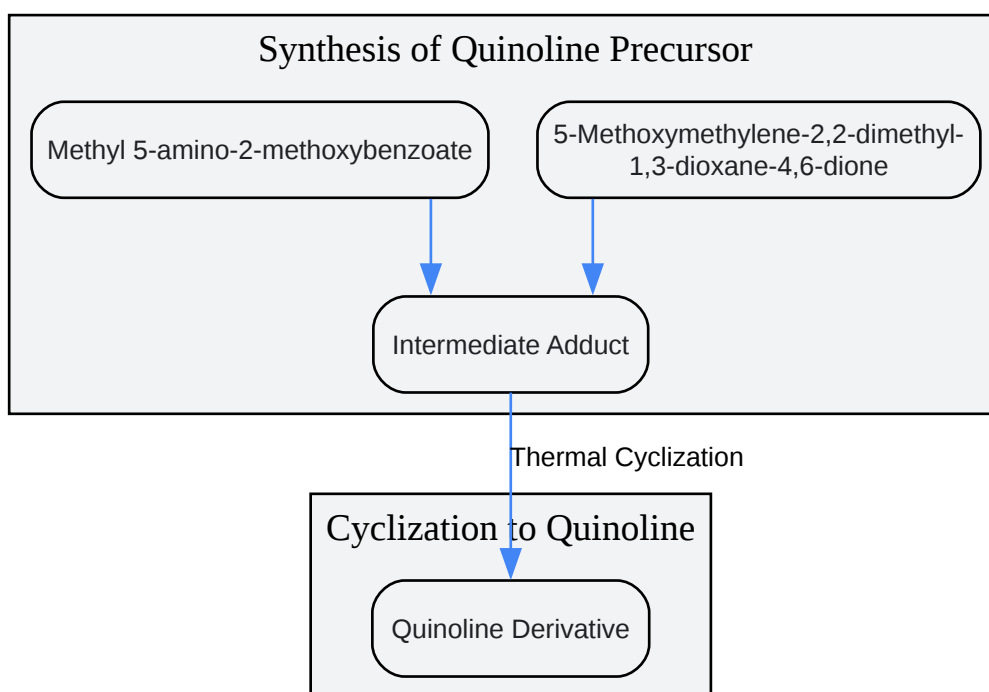 Synthesis of Quinoline Precursor
Methyl 5-amino-2-methoxybenzoate
5-Methoxymethylene-2,2-dimethyl-
1,3-dioxane-4,6-dione
Intermediate Adduct
Thermal Cyclization
Cyclization to Quinoline
Quinoline Derivative